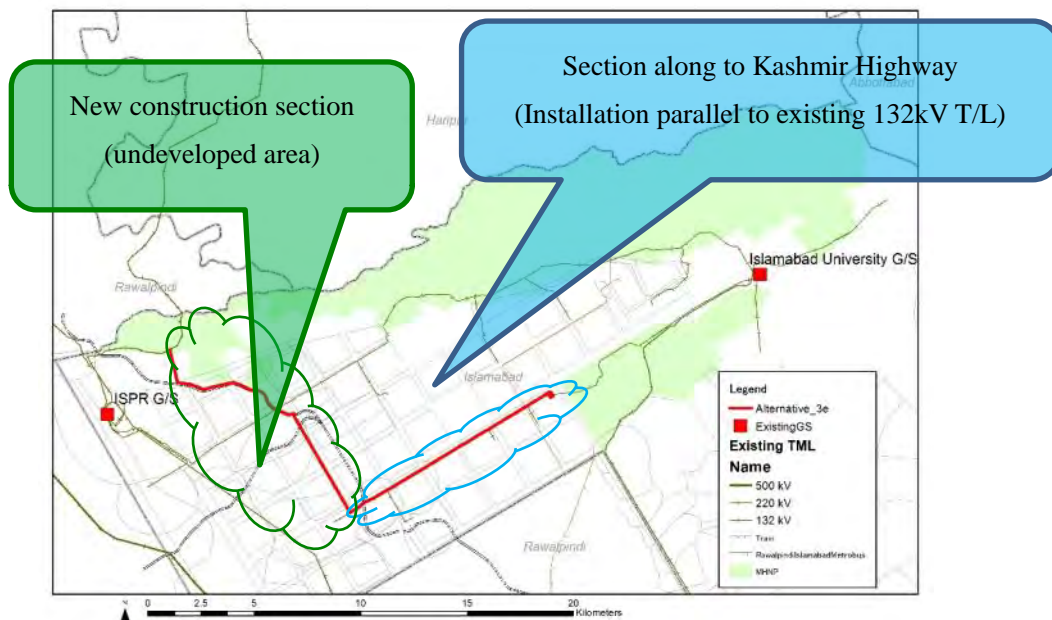 New construction section
(undeveloped area)
Section along to Kashmir Highway
(Installation parallel to existing 132kV T/L)
Abbottabad
Haripur
Islamabad University G/S
Rawalpindi
ISPR G/S
Islamabad
Rawalpindi
Legend
Alternative_3e
ExistingGS
Existing TML
Name
500 kV
220 kV
132 kV
Train
RawalpindiIslamabadMetrobus
MHNP
0 2.5 5 10 15 20
Kilometers